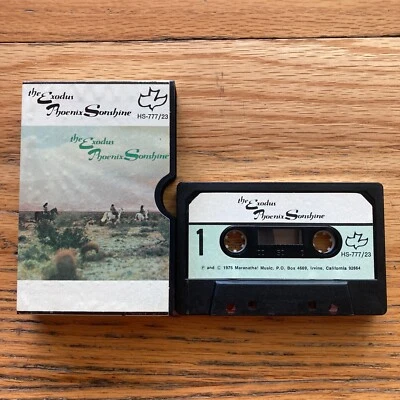 the Exodus
Phoenix Sonshine
HS-777/23
the Exodus
Phoenix Sonshine
the Exodus
Phoenix Sonshine
1
HS-777/23
℗ and © 1975 Maranatha! Music, P.O. Box 4669, Irvine, California 92664